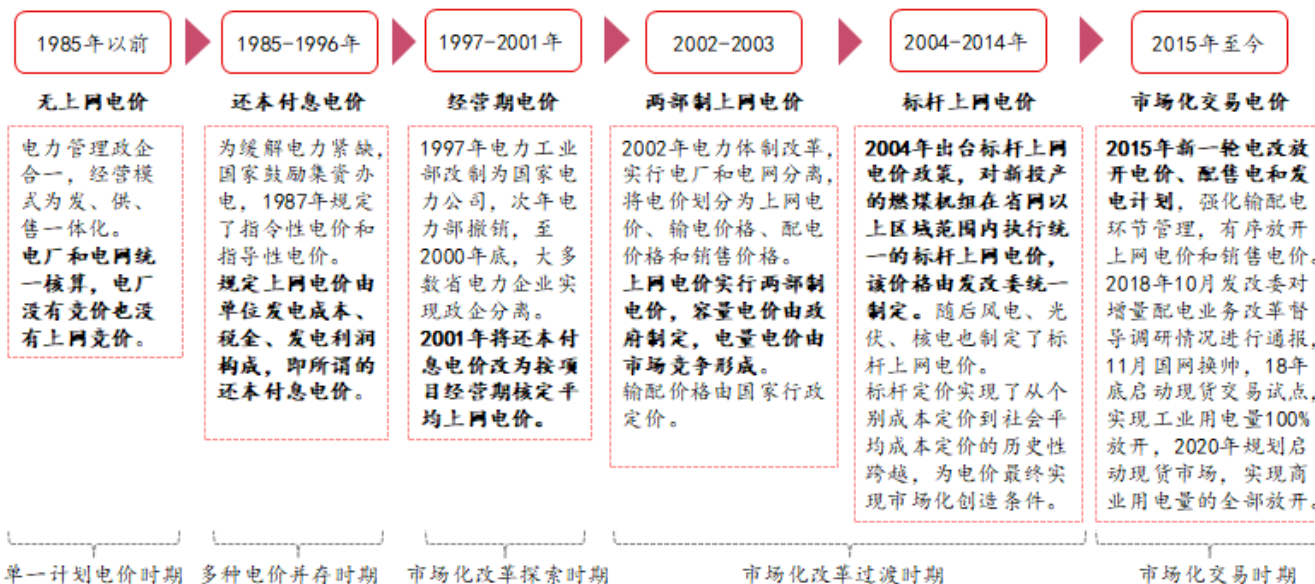 1985年以前
1985-1996年
1997-2001年
2002-2003
2004-2014年
2015年至今
无上网电价
还本付息电价
经营期电价
两部制上网电价
标杆上网电价
市场化交易电价
电力管理政企
合一，经营模
式为发、供、
售一体化。
电厂和电网统
一核算，电厂
没有竞价也没
有上网竞价。
为缓解电力紧缺，
国家鼓励集资办
电，1987年规定
了指令性电价和
指导性电价。
规定上网电价由
单位发电成本、
税金、发电利润
构成，即所谓的
还本付息电价。
1997年电力工业
部改制为国家电
力公司，次年电
力部撤销，至
2000年底，大多
数省电力企业实
现政企分离。
2001年将还本付
息电价改为按项
目经营期核定平
均上网电价。
2002年电力体制改革，
实行电厂和电网分离，
将电价划分为上网电
价、输电价格、配电
价格和销售价格。
上网电价实行两部制
电价，容量电价由政
府制定，电量电价由
市场竞争形成。
输配价格由国家行政
定价。
2004年出台标杆上网
电价政策，对新投产
的燃煤机组在省网以
上区域范围内执行统
一的标杆上网电价，
该价格由发改委统一
制定。随后风电、光
伏、核电也制定了标
杆上网电价。
标杆定价实现了从个
别成本定价到社会平
均成本定价的历史性
跨越，为电价最终实
现市场化创造条件。
2015年新一轮电改放
开电价、配售电和发
电计划，强化输配电
环节管理，有序放开
上网电价和销售电价。
2018年10月发改委对
增量配电业务改革督
导调研情况进行通报，
11月国网换帅，18年
底启动现货交易试点，
实现工业用电量100%
放开，2020年规划启
动现货市场，实现商
业用电量的全部放开。
单一计划电价时期
多种电价并存时期
市场化改革探索时期
市场化改革过渡时期
市场化交易时期